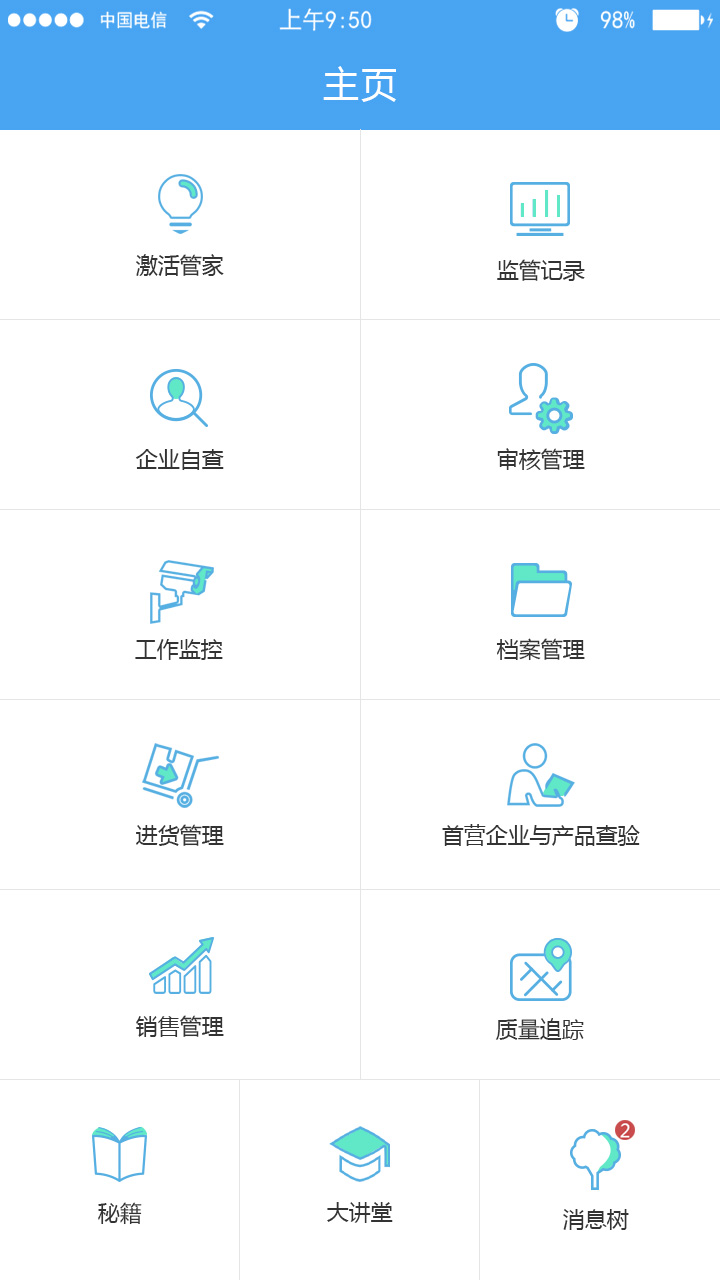 中国电信 上午9:50 98%
主页
激活管家 监管记录
企业自查 审核管理
工作监控 档案管理
进货管理 首营企业与产品查验
销售管理 质量追踪
2
秘籍 大讲堂 消息树